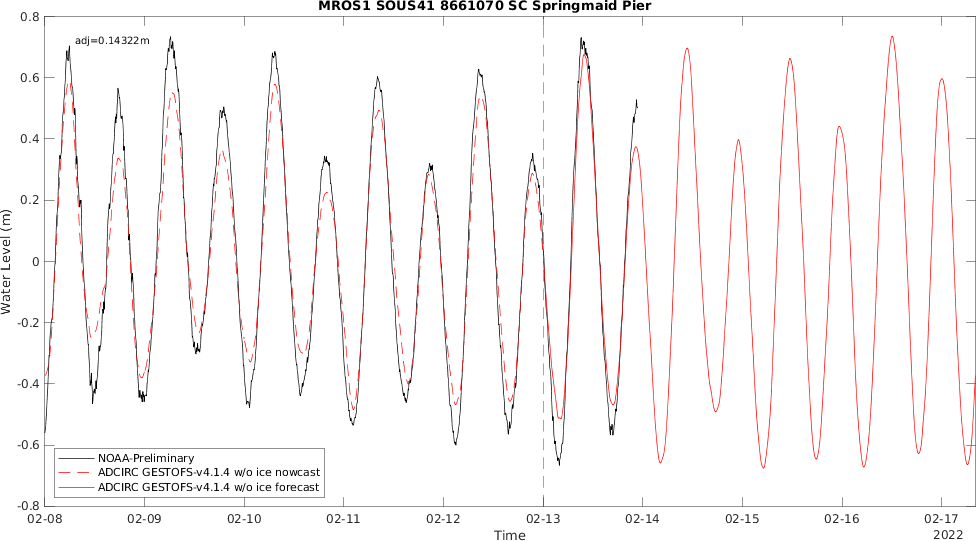 MROS1 SOUS41 8661070 SC Springmaid Pier
adj=0.14322m
0.8
0.6
0.4
0.2
0
-0.2
-0.4
-0.6
-0.8
Water Level (m)
NOAA-Preliminary
ADCIRC GESTOFS-v4.1.4 w/o ice nowcast
ADCIRC GESTOFS-v4.1.4 w/o ice forecast
02-08 02-09 02-10 02-11 02-12 02-13 02-14 02-15 02-16 02-17
Time
2022